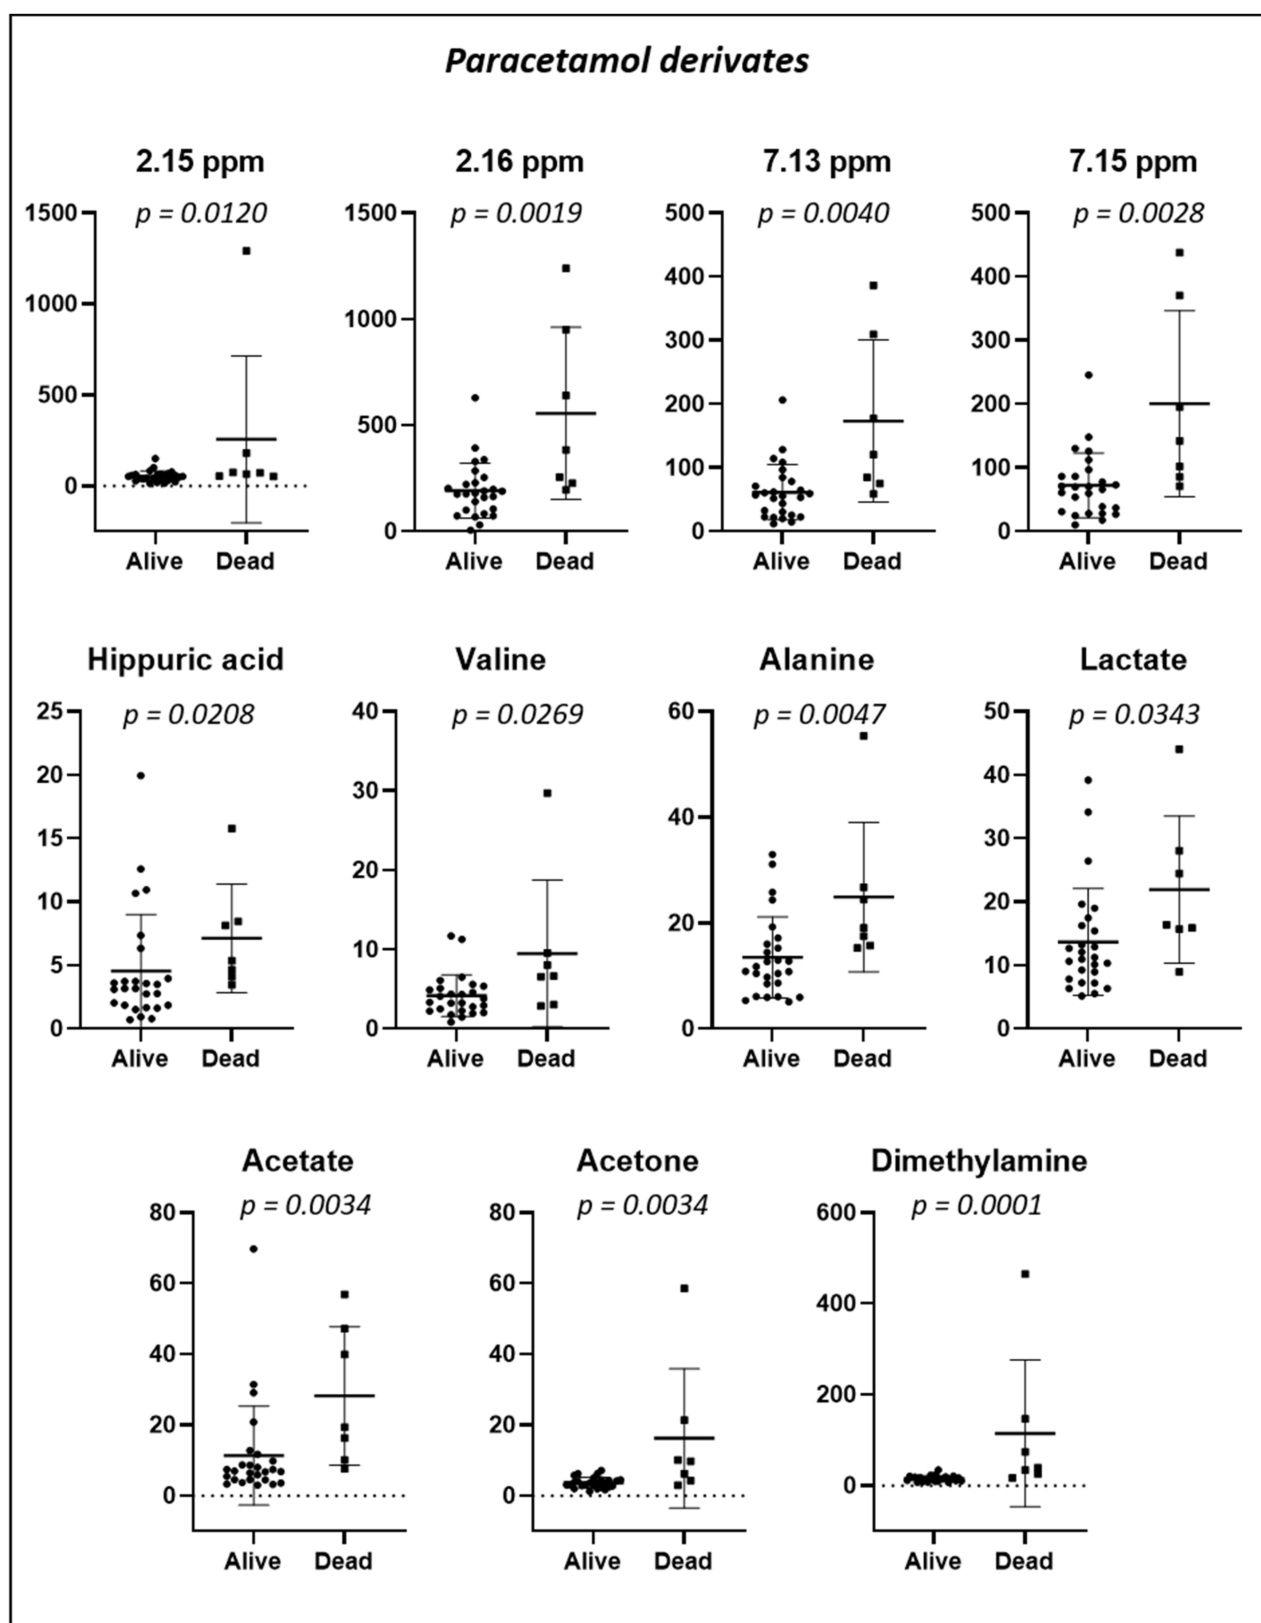 Paracetamol derivates
2.15 ppm 2.16 ppm 7.13 ppm 7.15 ppm
p = 0.0120 p = 0.0019 p = 0.0040 p = 0.0028
1500 1000 500 0
1500 1000 500 0
500 400 300 200 100 0
500 400 300 200 100 0
Alive Dead Alive Dead Alive Dead Alive Dead
Hippuric acid Valine Alanine Lactate
p = 0.0208 p = 0.0269 p = 0.0047 p = 0.0343
25 20 15 10 5 0
40 30 20 10 0
60 40 20 0
50 40 30 20 10 0
Alive Dead Alive Dead Alive Dead Alive Dead
Acetate Acetone Dimethylamine
p = 0.0034 p = 0.0034 p = 0.0001
80 60 40 20 0
80 60 40 20 0
600 400 200 0
Alive Dead Alive Dead Alive Dead